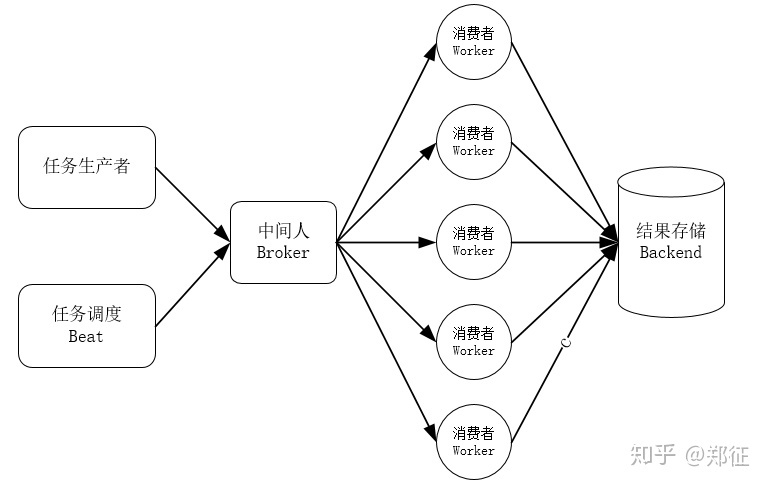 任务生产者
任务调度
Beat
中间人
Broker
消费者
Worker
消费者
Worker
消费者
Worker
消费者
Worker
消费者
Worker
c
结果存储
Backend
知乎 @郑征